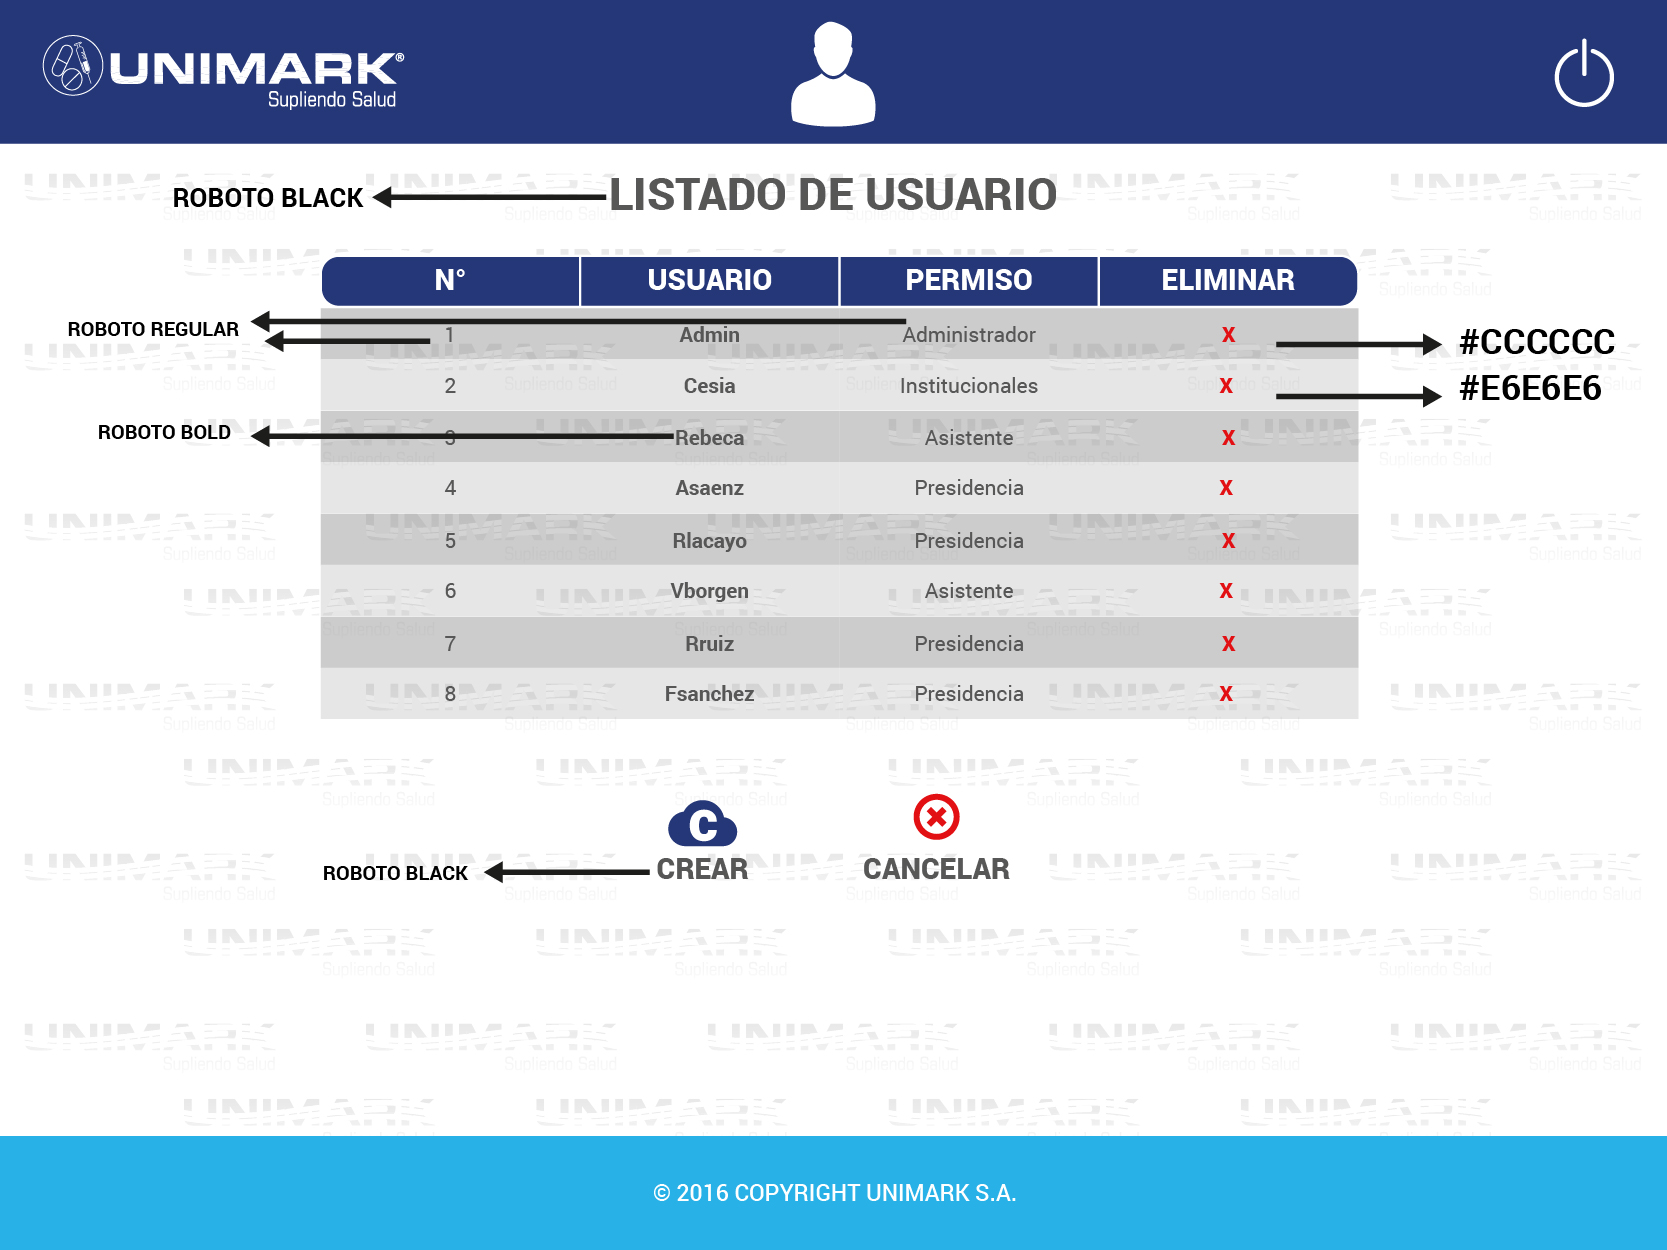 UNIMARK®
Supliendo Salud
ROBOTO BLACK
LISTADO DE USUARIO
N° USUARIO PERMISO ELIMINAR
ROBOTO REGULAR
1 Admin Administrador X
#CCCCCC
2 Cesia Institucionales X
#E6E6E6
ROBOTO BOLD
3 Rebeca Asistente X
4 Asaenz Presidencia X
5 Rlacayo Presidencia X
6 Vborgen Asistente X
7 Rruiz Presidencia X
8 Fsanchez Presidencia X
C
ROBOTO BLACK
CREAR CANCELAR
© 2016 COPYRIGHT UNIMARK S.A.